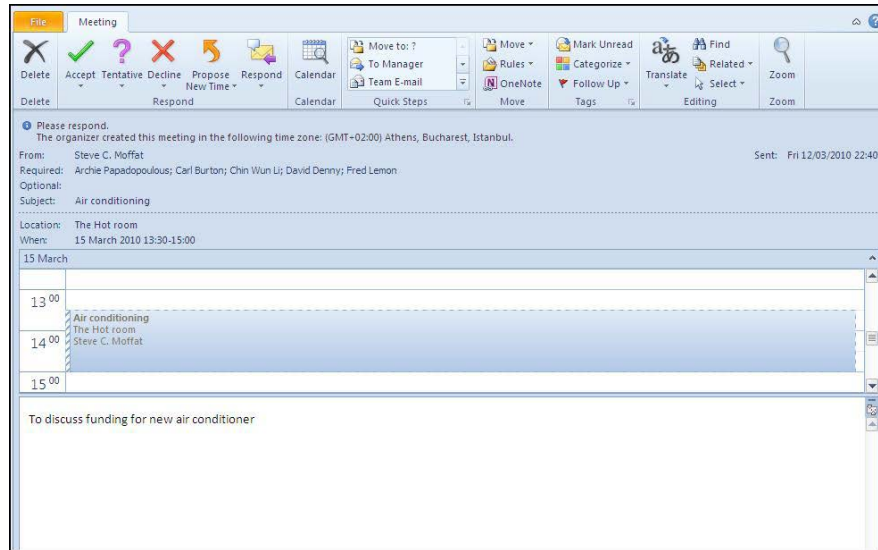 File Meeting
Move to: ? Move Mark Unread Find
To Manager Rules Categorize Related
Delete Accept Tentative Decline Propose New Time Respond Calendar Team E-mail OneNote Follow Up Translate Select Zoom
Delete Respond Calendar Quick Steps Move Tags Editing Zoom
Please respond.
The organizer created this meeting in the following time zone: (GMT+02:00) Athens, Bucharest, Istanbul.
From: Steve C. Moffat Sent: Fri 12/03/2010 22:40
Required: Archie Papadopoulous; Carl Burton; Chin Wun Li; David Denny; Fred Lemon
Optional:
Subject: Air conditioning
Location: The Hot room
When: 15 March 2010 13:30-15:00
15 March
13 00
Air conditioning
The Hot room
14 00 Steve C. Moffat
15 00
To discuss funding for new air conditioner